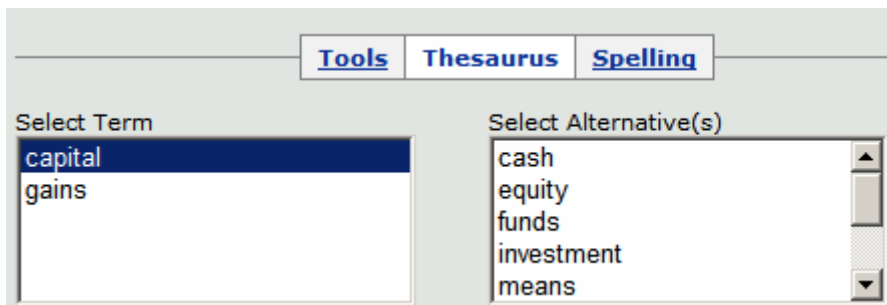 Tools Thesaurus Spelling
Select Term
capital
gains
Select Alternative(s)
cash
equity
funds
investment
means